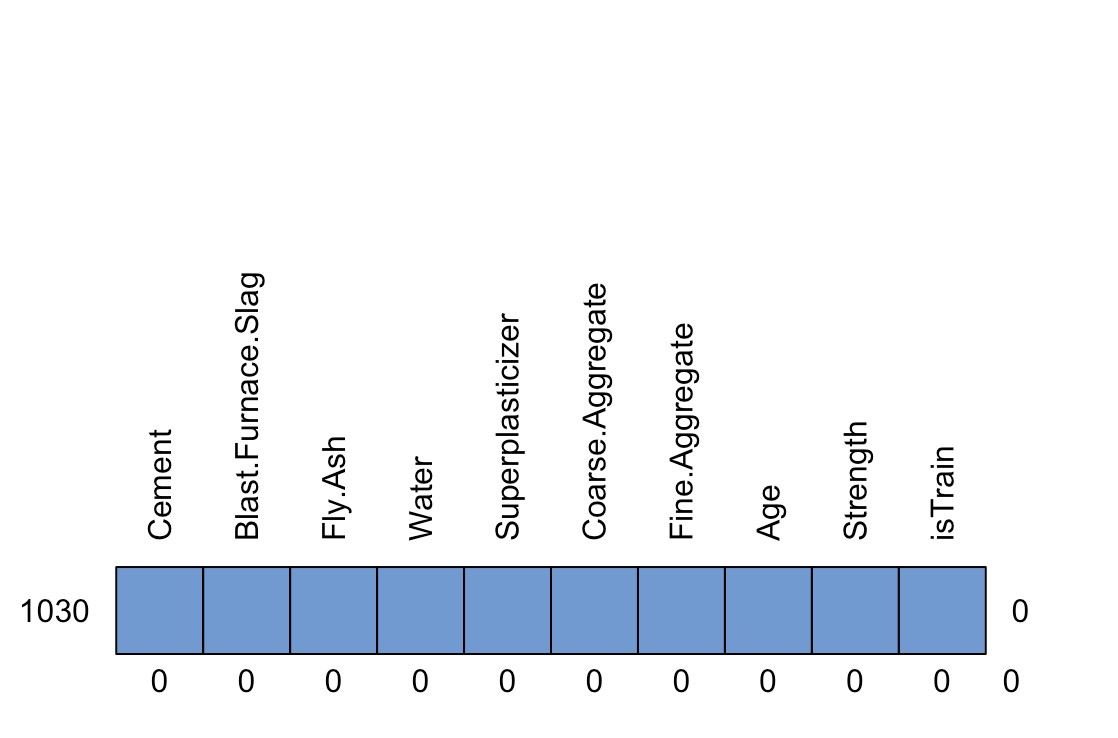 Cement
Blast.Furnace.Slag
Fly.Ash
Water
Superplasticizer
Coarse.Aggregate
Fine.Aggregate
Age
Strength
isTrain
1030 0
0 0 0 0 0 0 0 0 0 0 0